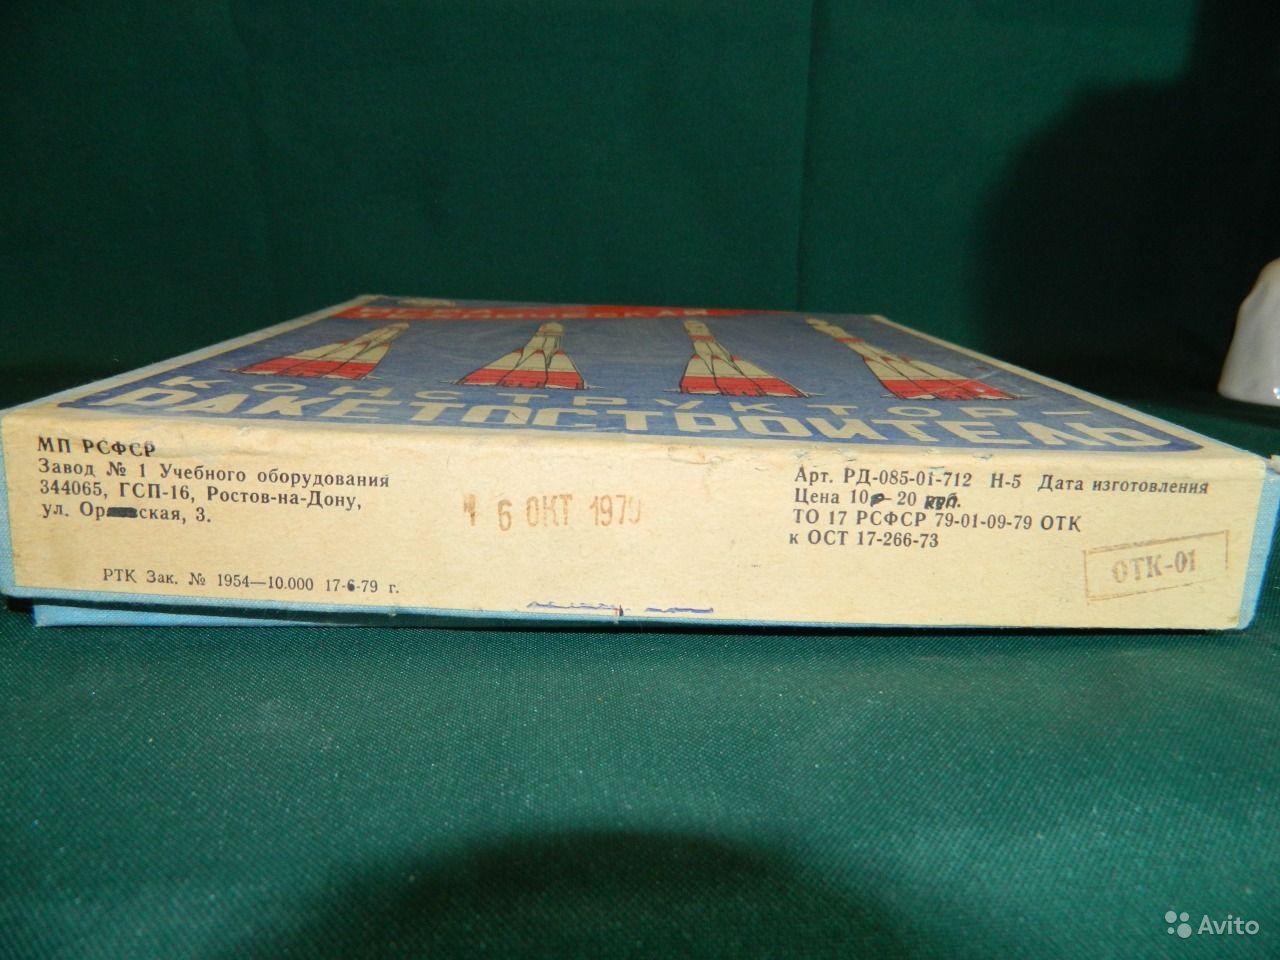 КОНСТРУКТОР-
РАКЕТОСТРОИТЕЛЬ
МП РСФСР
Завод № 1 Учебного оборудования
344065, ГСП-16, Ростов-на-Дону,
ул. 3.
РТК Зак. № 1954—10.000 17-6-79 г.
6 ОКТ 1979
Арт. РД-085-01-712 Н-5 Дата изготовления
Цена 10 20
ТО 17 РСФСР 79-01-09-79 ОТК
к ОСТ 17-266-73
ОТК-01
Avito